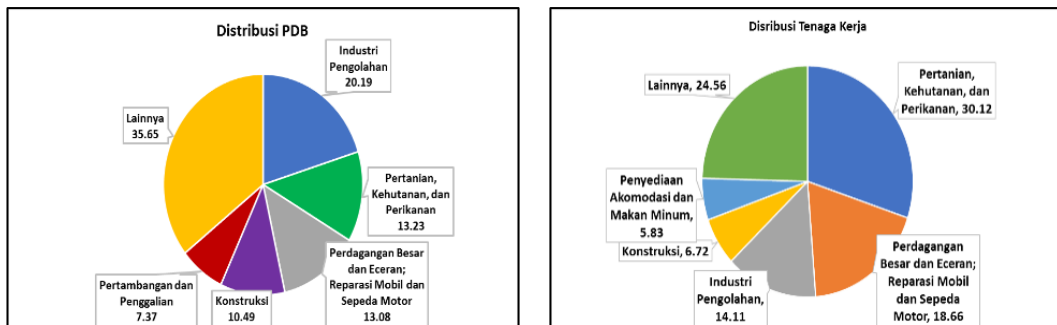 Distribusi PDB
Industri
Pengolahan
20.19
Lainnya
35.65
Pertanian,
Kehutanan, dan
Perikanan
13.23
Perdagangan Besar
dan Eceran;
Reparasi Mobil dan
Sepeda Motor
13.08
Konstruksi
10.49
Pertambangan dan
Penggalian
7.37
Disribusi Tenaga Kerja
Lainnya, 24.56
Pertanian,
Kehutanan, dan
Perikanan, 30.12
Penyediaan
Akomodasi dan
Makan Minum,
5.83
Konstruksi, 6.72
Industri
Pengolahan,
14.11
Perdagangan
Besar dan Eceran;
Reparasi Mobil
dan Sepeda
Motor, 18.66